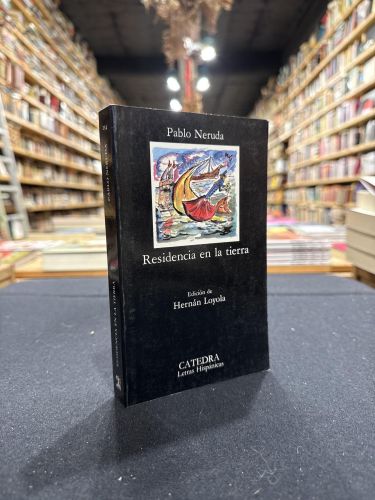 Pablo Neruda
Residencia en la tierra
Edición de
Hernán Loyola
CATEDRA
Letras Hispánicas